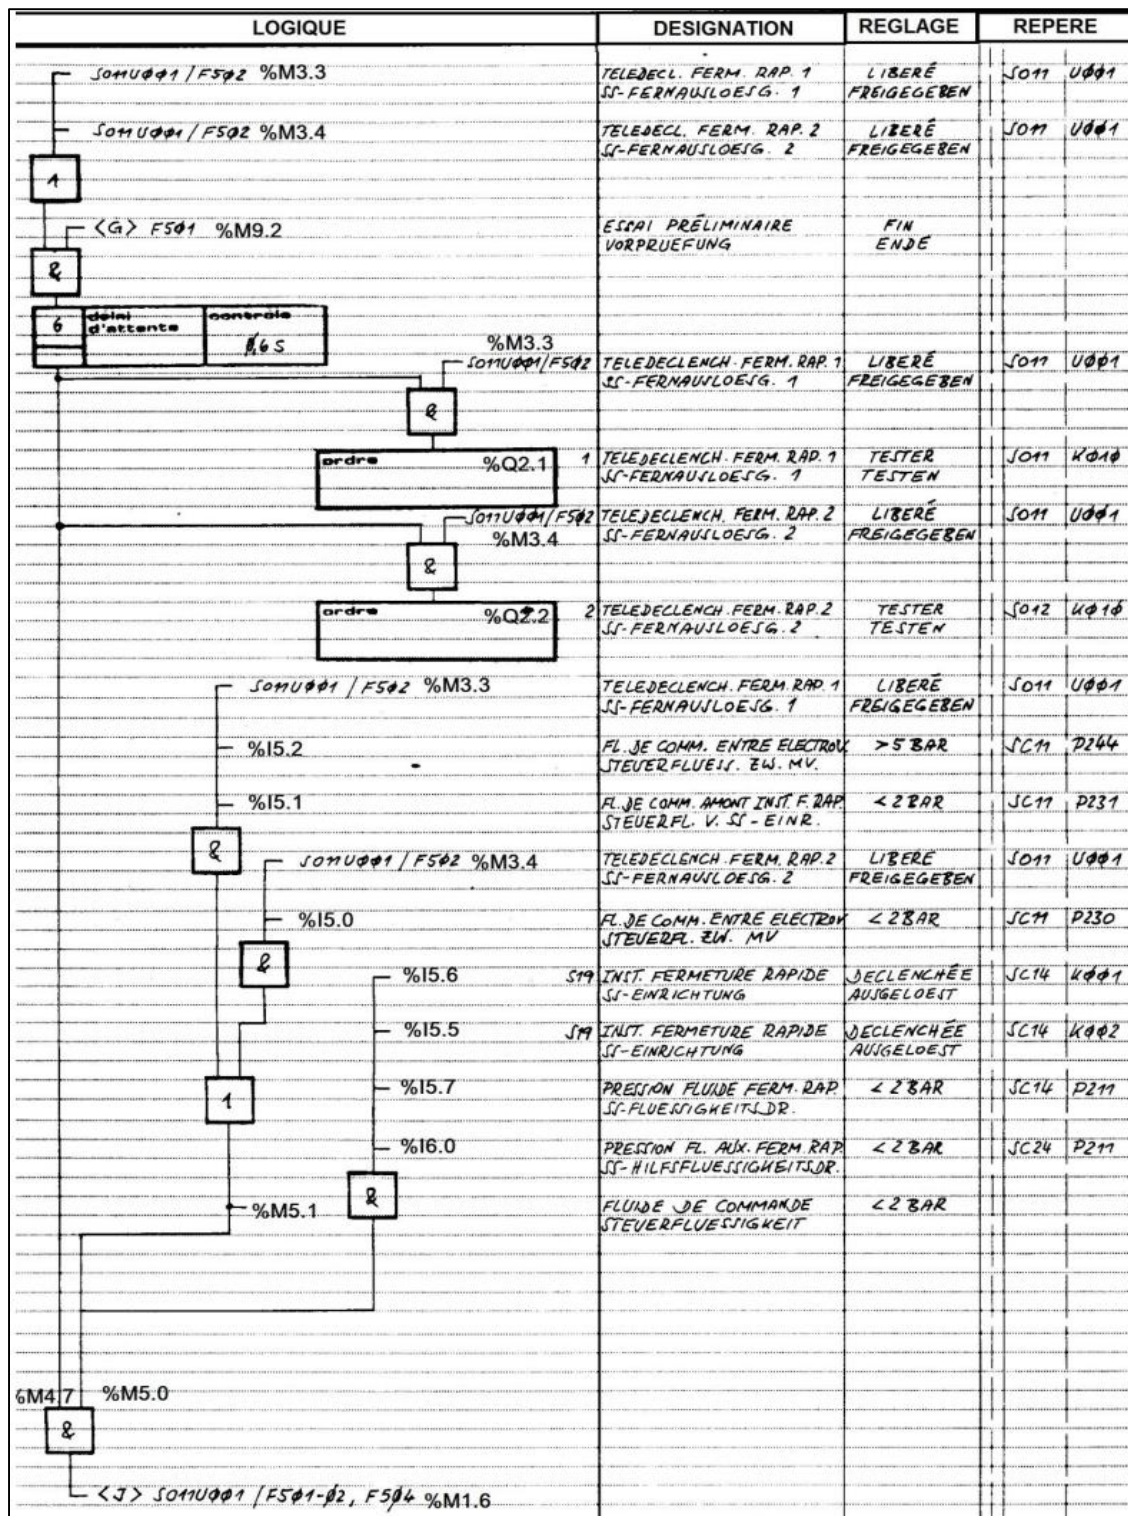 LOGIQUE DESIGNATION REGLAGE REPERE
S011U001 / F502 %M3.3 TELEDECL. FERM. RAP. 1 LIBERÉ S011 U001
SS-FERNAUSLOESG. 1 FREIGEGEBEN
S011U001 / F502 %M3.4 TELEDECL. FERM. RAP. 2 LIBERÉ S011 U001
SS-FERNAUSLOESG. 2 FREIGEGEBEN
1
<G> F501 %M9.2 ESSAI PRÉLIMINAIRE FIN
VORPRUEFUNG ENDE
&
6 délai d'attente contrôle
0,6 S
%M3.3
S011U001/F502 TELEDECLENCH. FERM. RAP. 1 LIBERÉ S011 U001
SS-FERNAUSLOESG. 1 FREIGEGEBEN
&
ordre %Q2.1 1 TELEDECLENCH. FERM. RAP. 1 TESTER S011 K010
SS-FERNAUSLOESG. 1 TESTEN
S011U001/F502 TELEDECLENCH. FERM. RAP. 2 LIBERÉ S011 U001
%M3.4 SS-FERNAUSLOESG. 2 FREIGEGEBEN
&
ordre %Q2.2 2 TELEDECLENCH. FERM. RAP. 2 TESTER S012 K010
SS-FERNAUSLOESG. 2 TESTEN
S011U001 / F502 %M3.3 TELEDECLENCH. FERM. RAP. 1 LIBERÉ S011 U001
SS-FERNAUSLOESG. 1 FREIGEGEBEN
%I5.2 FL. DE COMM. ENTRE ELECTROV > 5 BAR SC11 P244
STEUERFLUESS. ZW. MV.
%I5.1 FL. DE COMM. AMONT INST. F. RAP. < 2 BAR SC11 P231
STEUERFL. V. SS-EINR.
&
S011U001 / F502 %M3.4 TELEDECLENCH. FERM. RAP. 2 LIBERÉ S011 U001
SS-FERNAUSLOESG. 2 FREIGEGEBEN
%I5.0 FL. DE COMM. ENTRE ELECTROV < 2 BAR SC11 P230
STEUERFL. ZW. MV
&
%I5.6 S19 INST. FERMETURE RAPIDE DECLENCHÉE SC14 K001
SS-EINRICHTUNG AUSGELOEST
%I5.5 S19 INST. FERMETURE RAPIDE DECLENCHÉE SC14 K002
SS-EINRICHTUNG AUSGELOEST
%I5.7 PRESSION FLUIDE FERM. RAP. < 2 BAR SC14 P211
SS-FLUESSIGKEITSDR.
1
%I6.0 PRESSION FL. AUX. FERM. RAP. < 2 BAR SC24 P211
SS-HILFSFLUESSIGKEITSDR.
&
%M5.1 FLUIDE DE COMMANDE < 2 BAR
STEUERFLUESSIGKEIT
%M4.7 %M5.0
&
<J> S011U001 / F501-02, F504 %M1.6